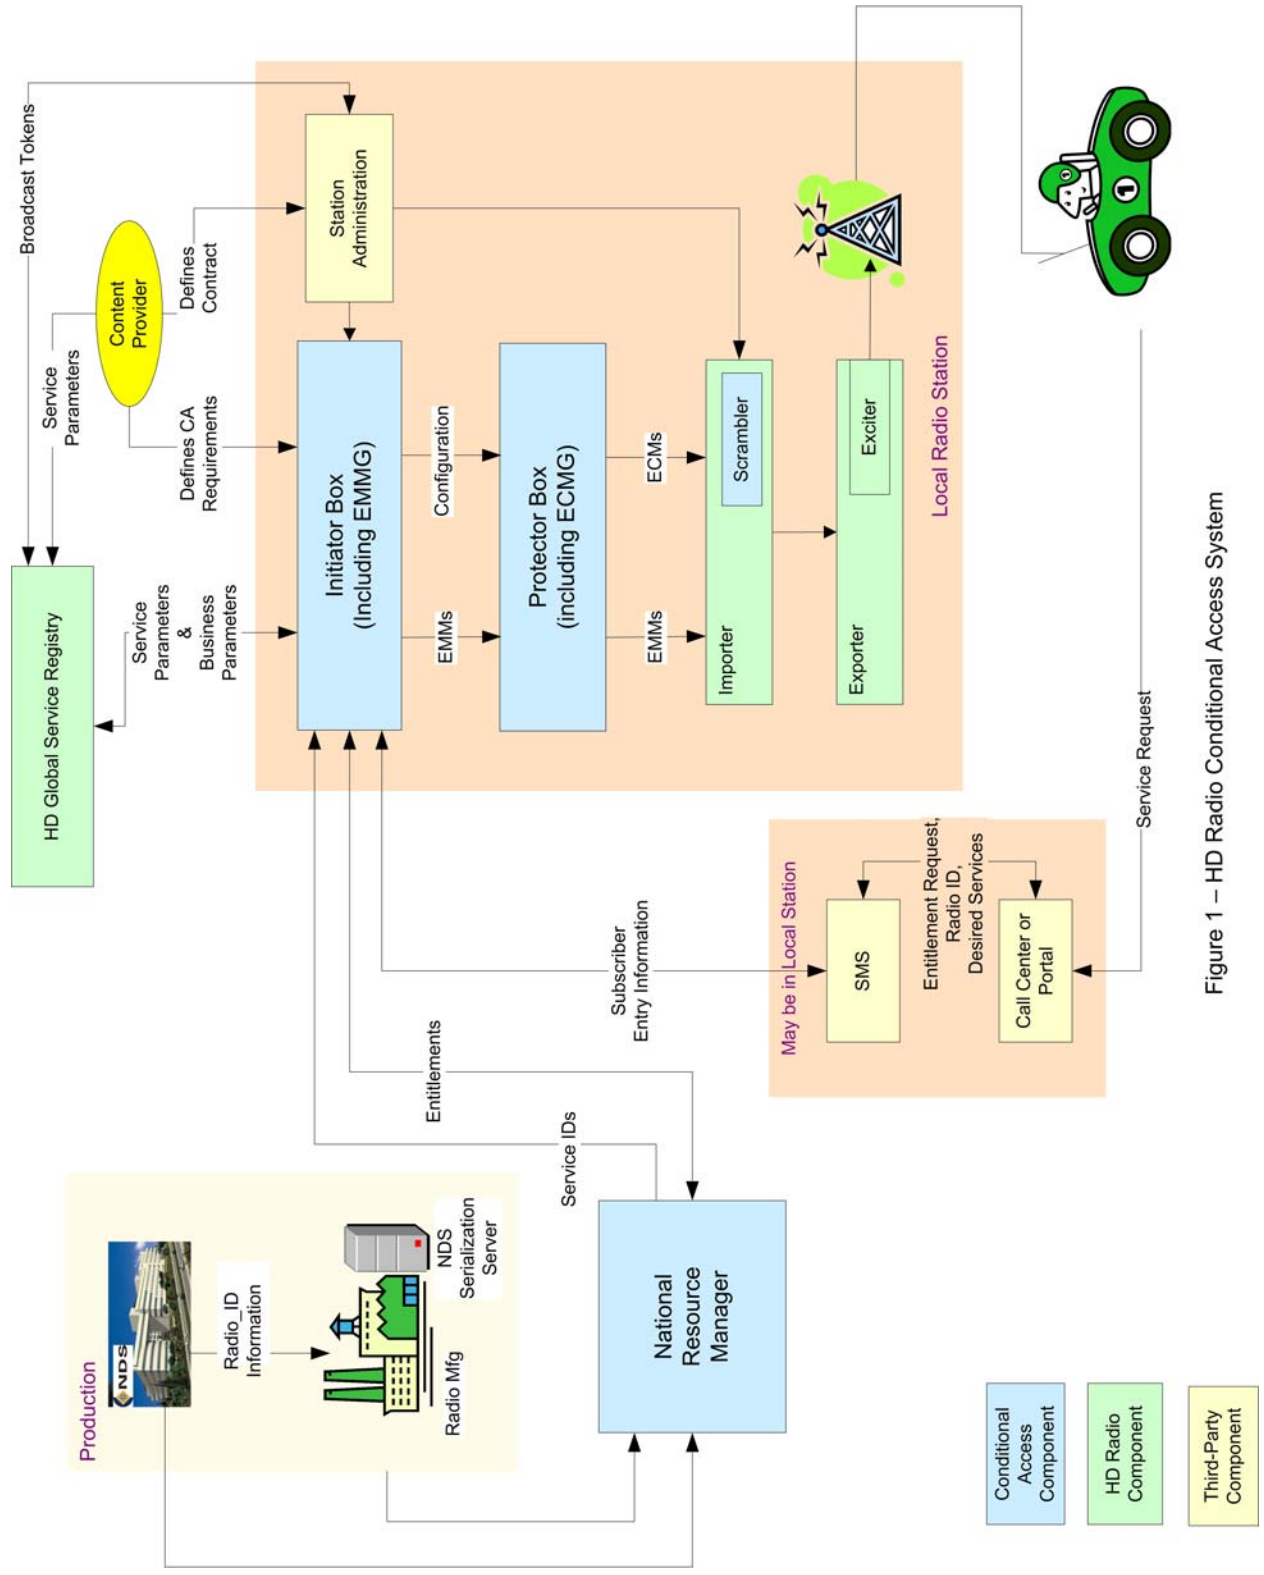 HD Global Service Registry
Broadcast Tokens
Service
Parameters
Content
Provider
Defines
Contract
Defines CA
Requirements
Service
Parameters
&
Business
Parameters
Station
Administration
Initiator Box
(Including EMMG)
Configuration
EMMs
Protector Box
(including ECMG)
ECMs
EMMs
Importer
Scrambler
Exporter
Exciter
Local Radio Station
1
1
Service Request
May be in Local Station
SMS
Entitlement Request,
Radio ID,
Desired Services
Call Center or
Portal
Subscriber
Entry Information
Entitlements
Service IDs
Production
NDS
Radio_ID
Information
Radio Mfg
NDS
Serialization
Server
National
Resource
Manager
Conditional
Access
Component
HD Radio
Component
Third-Party
Component
Figure 1 – HD Radio Conditional Access System